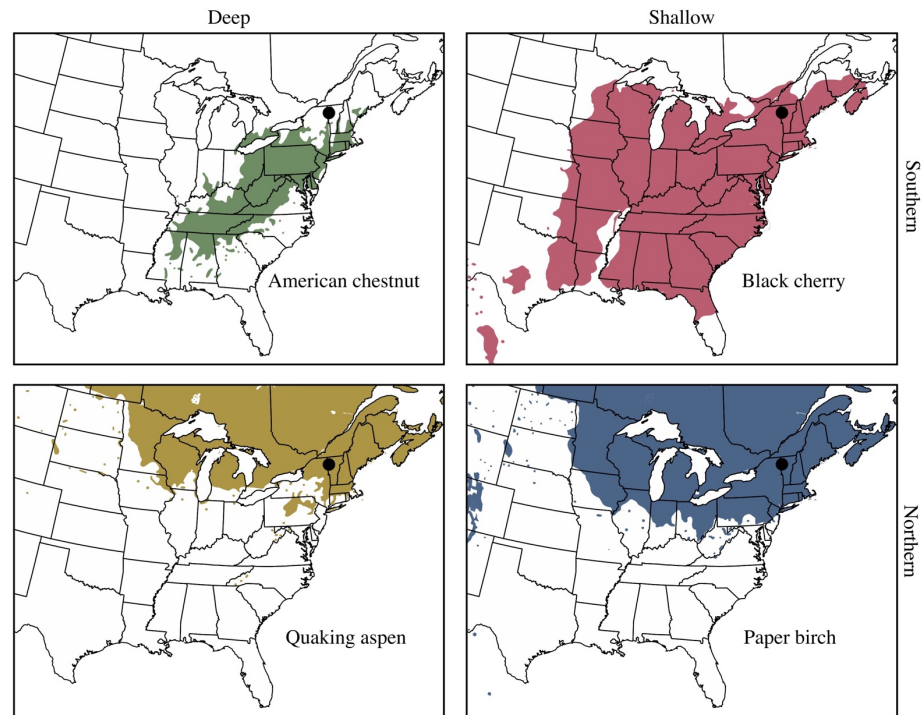 Deep
Shallow
American chestnut
Black cherry
Southern
Quaking aspen
Paper birch
Northern